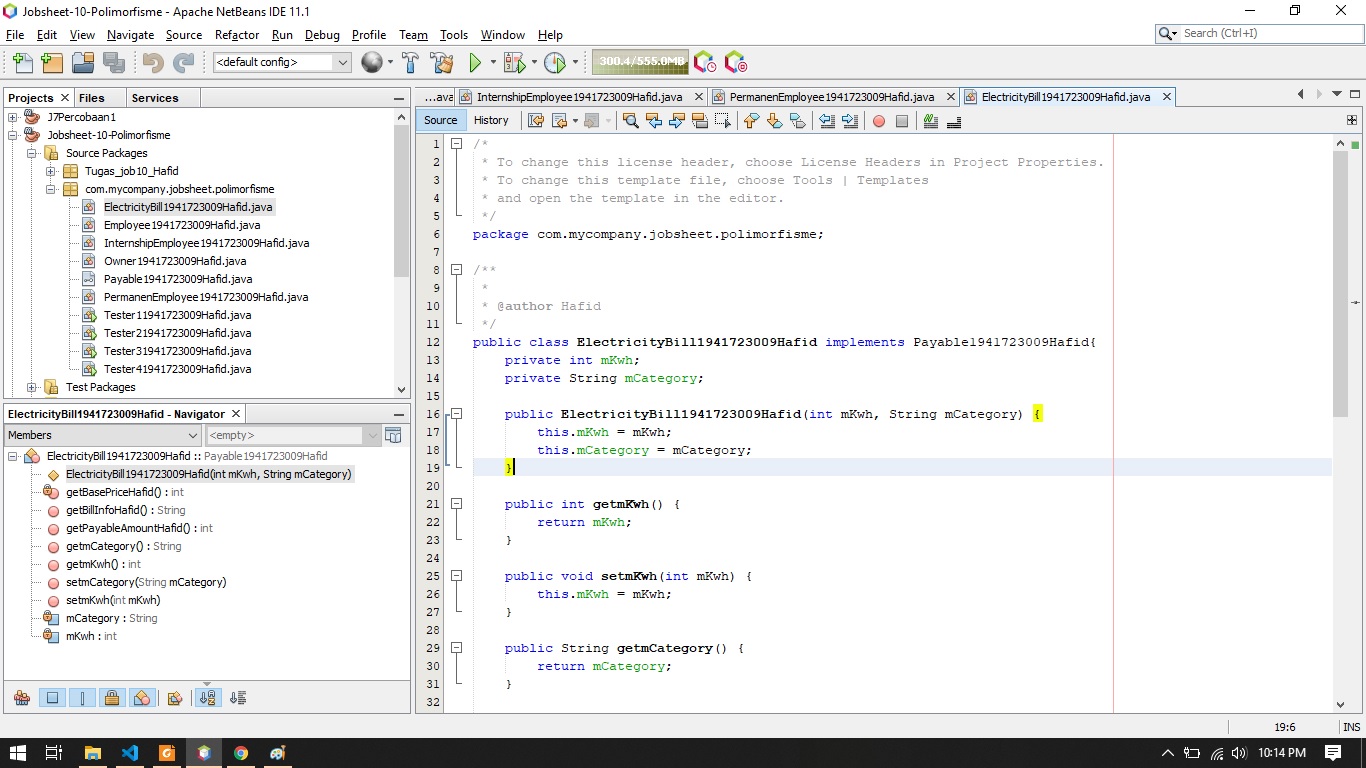 Jobsheet-10-Polimorfisme - Apache NetBeans IDE 11.1
File Edit View Navigate Source Refactor Run Debug Profile Team Tools Window Help
Search (Ctrl+I)
<default config>
300.4/555.0MB
Projects Files Services
...ava InternshipEmployee1941723009Hafid.java PermanenEmployee1941723009Hafid.java ElectricityBill1941723009Hafid.java
Source History
J7Percobaan1
Jobsheet-10-Polimorfisme
Source Packages
Tugas_job10_Hafid
com.mycompany.jobsheet.polimorfisme
ElectricityBill1941723009Hafid.java
Employee1941723009Hafid.java
InternshipEmployee1941723009Hafid.java
Owner1941723009Hafid.java
Payable1941723009Hafid.java
PermanenEmployee1941723009Hafid.java
Tester11941723009Hafid.java
Tester21941723009Hafid.java
Tester31941723009Hafid.java
Tester41941723009Hafid.java
Test Packages
ElectricityBill1941723009Hafid - Navigator
Members <empty>
ElectricityBill1941723009Hafid :: Payable1941723009Hafid
ElectricityBill1941723009Hafid(int mKwh, String mCategory)
getBasePriceHafid() : int
getBillInfoHafid() : String
getPayableAmountHafid() : int
getmCategory() : String
getmKwh() : int
setmCategory(String mCategory)
setmKwh(int mKwh)
mCategory : String
mKwh : int
1 /*
2 * To change this license header, choose License Headers in Project Properties.
3 * To change this template file, choose Tools | Templates
4 * and open the template in the editor.
5 */
6 package com.mycompany.jobsheet.polimorfisme;
7
8 /**
9 *
10 * @author Hafid
11 */
12 public class ElectricityBill1941723009Hafid implements Payable1941723009Hafid{
13 private int mKwh;
14 private String mCategory;
15
16 public ElectricityBill1941723009Hafid(int mKwh, String mCategory) {
17 this.mKwh = mKwh;
18 this.mCategory = mCategory;
19 }
20
21 public int getmKwh() {
22 return mKwh;
23 }
24
25 public void setmKwh(int mKwh) {
26 this.mKwh = mKwh;
27 }
28
29 public String getmCategory() {
30 return mCategory;
31 }
32
19:6 INS
10:14 PM